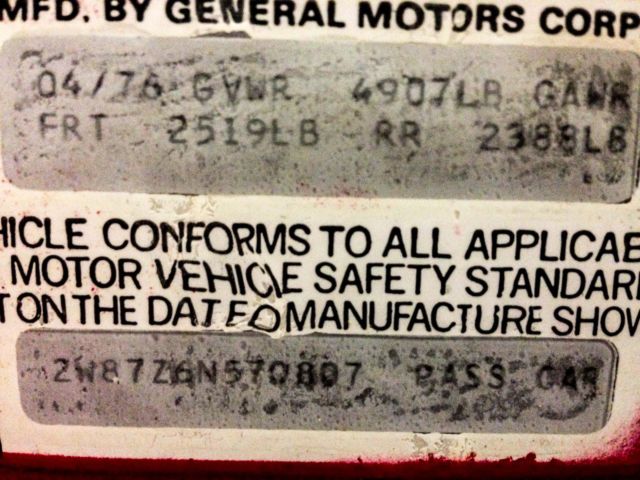 MFD. BY GENERAL MOTORS CORP
04/76 GVWR 4907LB GAWR
FRT 2519LB RR 2388LB
HICLE CONFORMS TO ALL APPLICAB
MOTOR VEHICLE SAFETY STANDAR
T ON THE DATE OF MANUFACTURE SHOW
2W87Z6N570807 PASS CAR